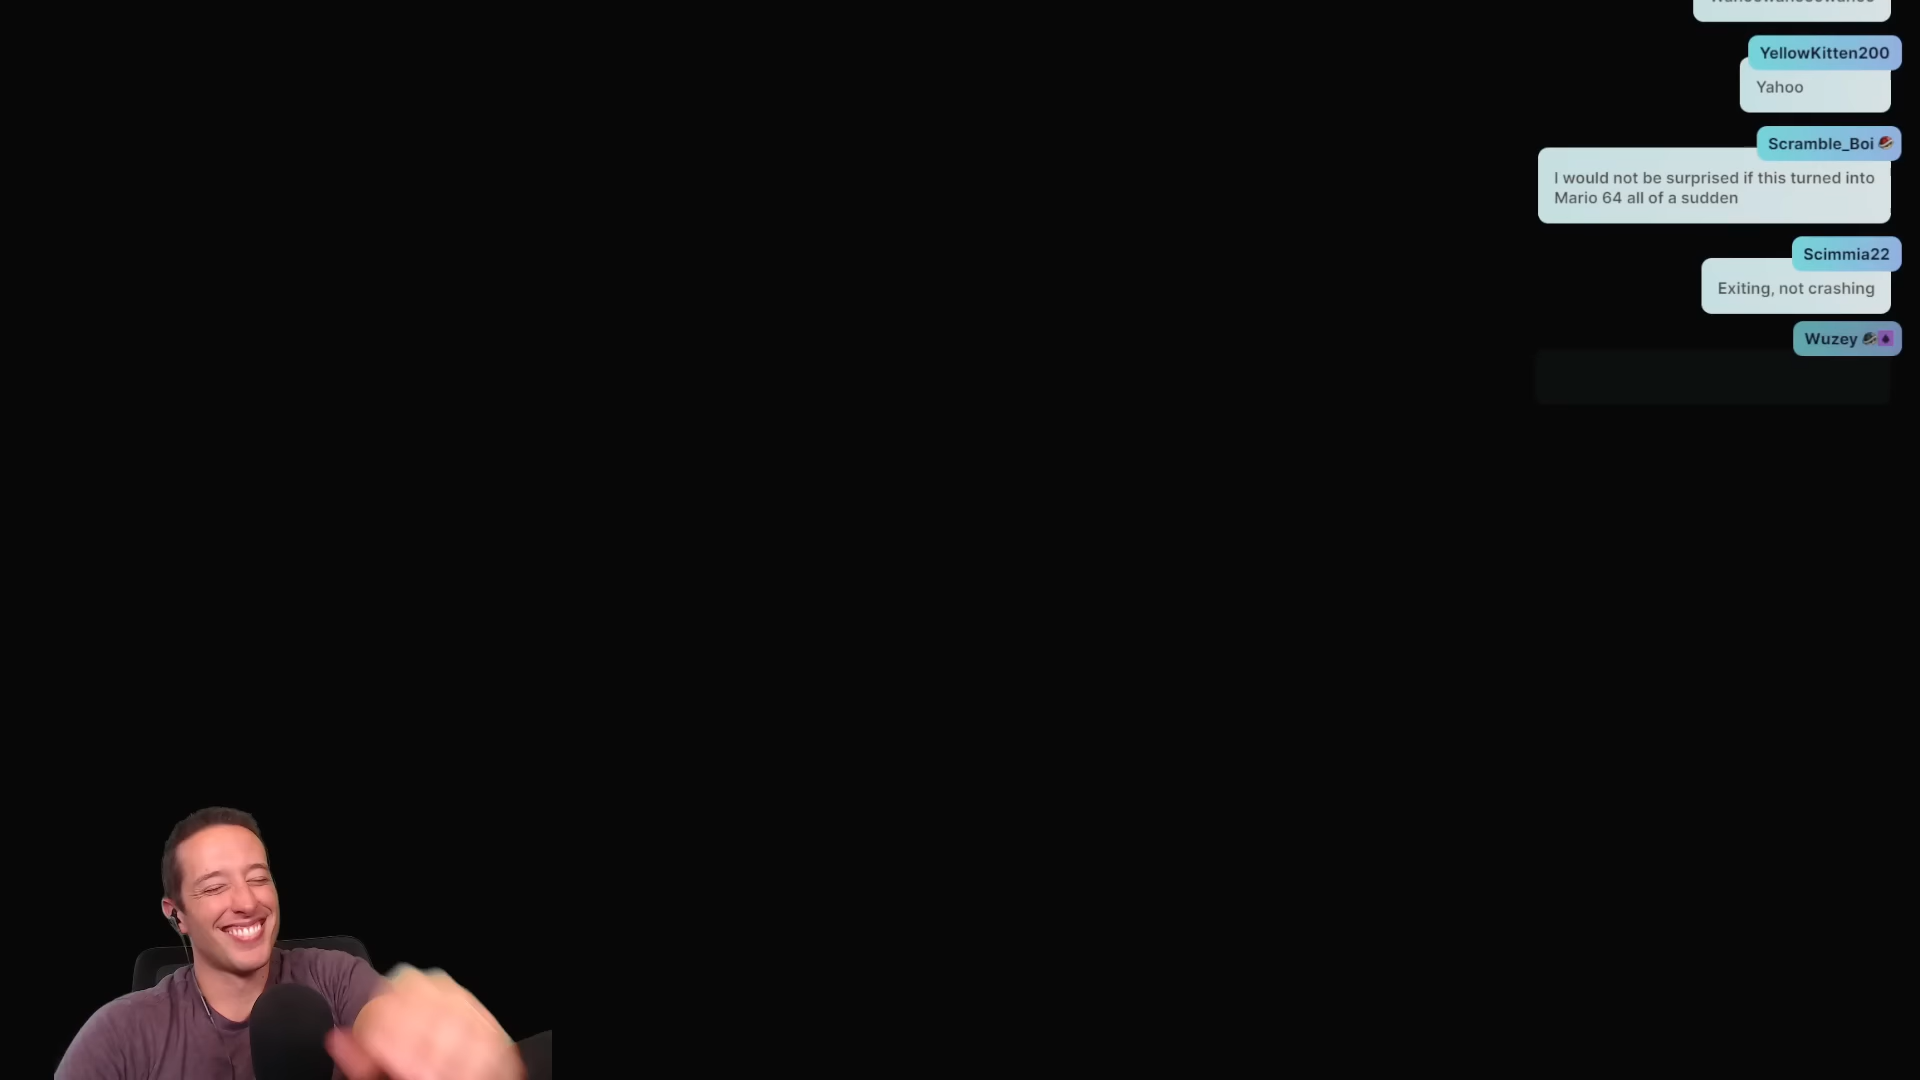 YellowKitten200
Yahoo
Scramble_Boi
I would not be surprised if this turned into
Mario 64 all of a sudden
Scimmia22
Exiting, not crashing
Wuzey